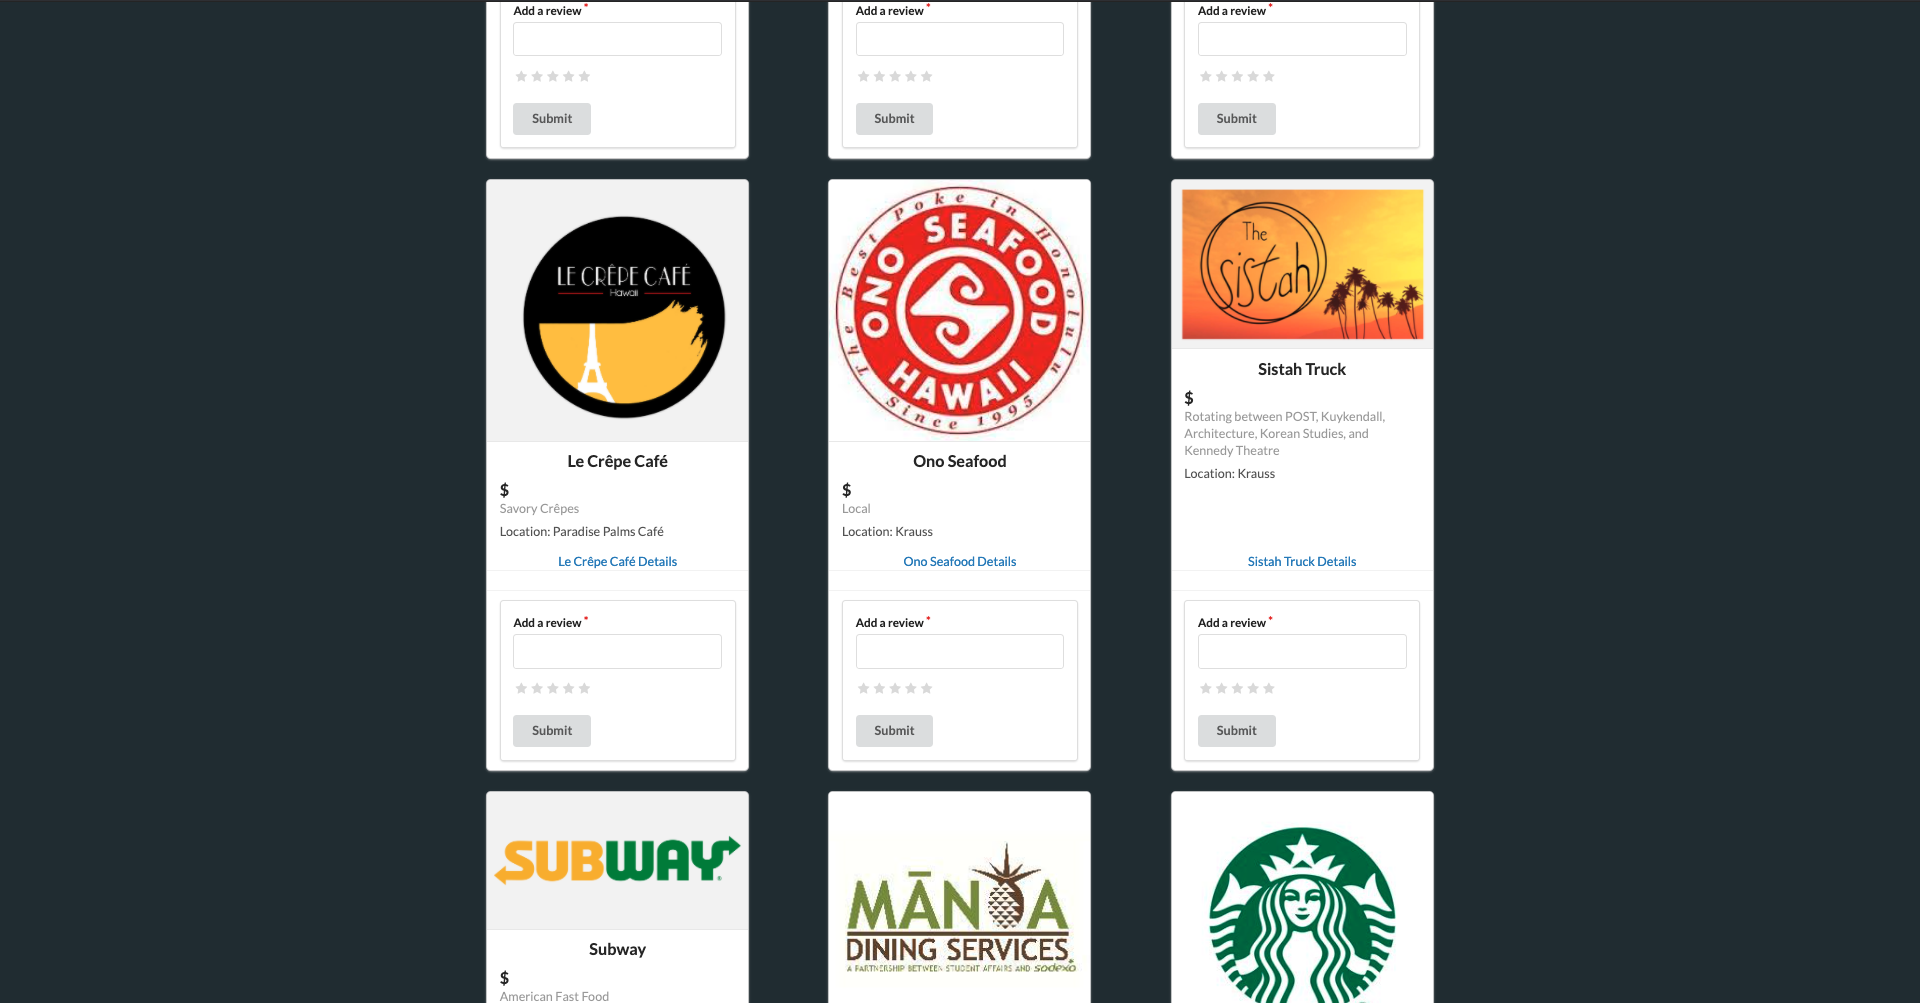 Add a review *
Add a review *
Add a review *
Submit
Submit
Submit
LE CRÊPE CAFÉ
Hawaii
Le Crêpe Café
$
Savory Crêpes
Location: Paradise Palms Café
Le Crêpe Café Details
Add a review *
Submit
The Best Poke in Honolulu
ONO SEAFOOD
HAWAII
Since 1995
Ono Seafood
$
Local
Location: Krauss
Ono Seafood Details
Add a review *
Submit
The
Sistah
Sistah Truck
$
Rotating between POST, Kuykendall,
Architecture, Korean Studies, and
Kennedy Theatre
Location: Krauss
Sistah Truck Details
Add a review *
Submit
SUBWAY
Subway
$
American Fast Food
MĀNOA
DINING SERVICES
A PARTNERSHIP BETWEEN STUDENT AFFAIRS AND sodexo